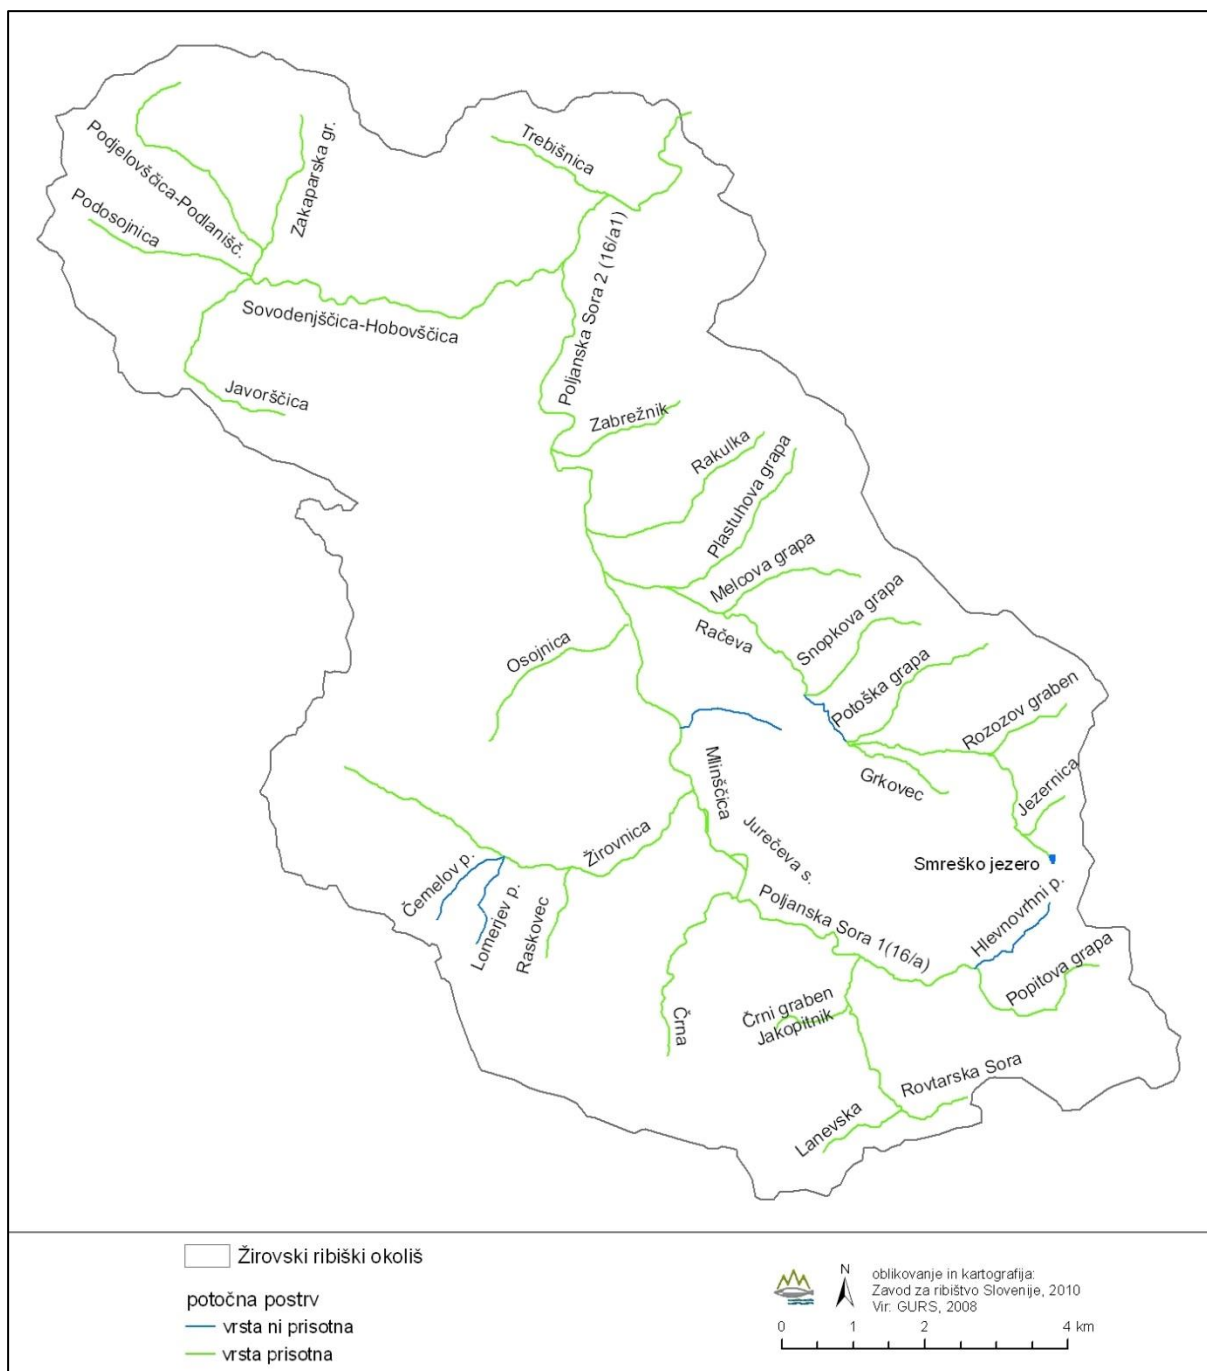 Podjelovščica-Podlanišč.
Zakaparska gr.
Trebišnica
Podosojnica
Poljanska Sora 2 (16/a1)
Sovodenjščica-Hobovščica
Javorščica
Zabrežnik
Rakulka
Plastuhova grapa
Melcova grapa
Snopkova grapa
Račeva
Osojnica
Potoška grapa
Rozozov graben
Grkovec
Jezernica
Mlinščica
Jurečeva s.
Žirovnica
Smreško jezero
Čemelov p.
Lomerjev p.
Raskovec
Poljanska Sora 1(16/a)
Hlevnovrhni p.
Popitova grapa
Črna
Črni graben
Jakopitnik
Rovtarska Sora
Lanevska
Žirovski ribiški okoliš
potočna postrv
vrsta ni prisotna
vrsta prisotna
N
oblikovanje in kartografija:
Zavod za ribištvo Slovenije, 2010
Vir: GURS, 2008
0 1 2 4 km